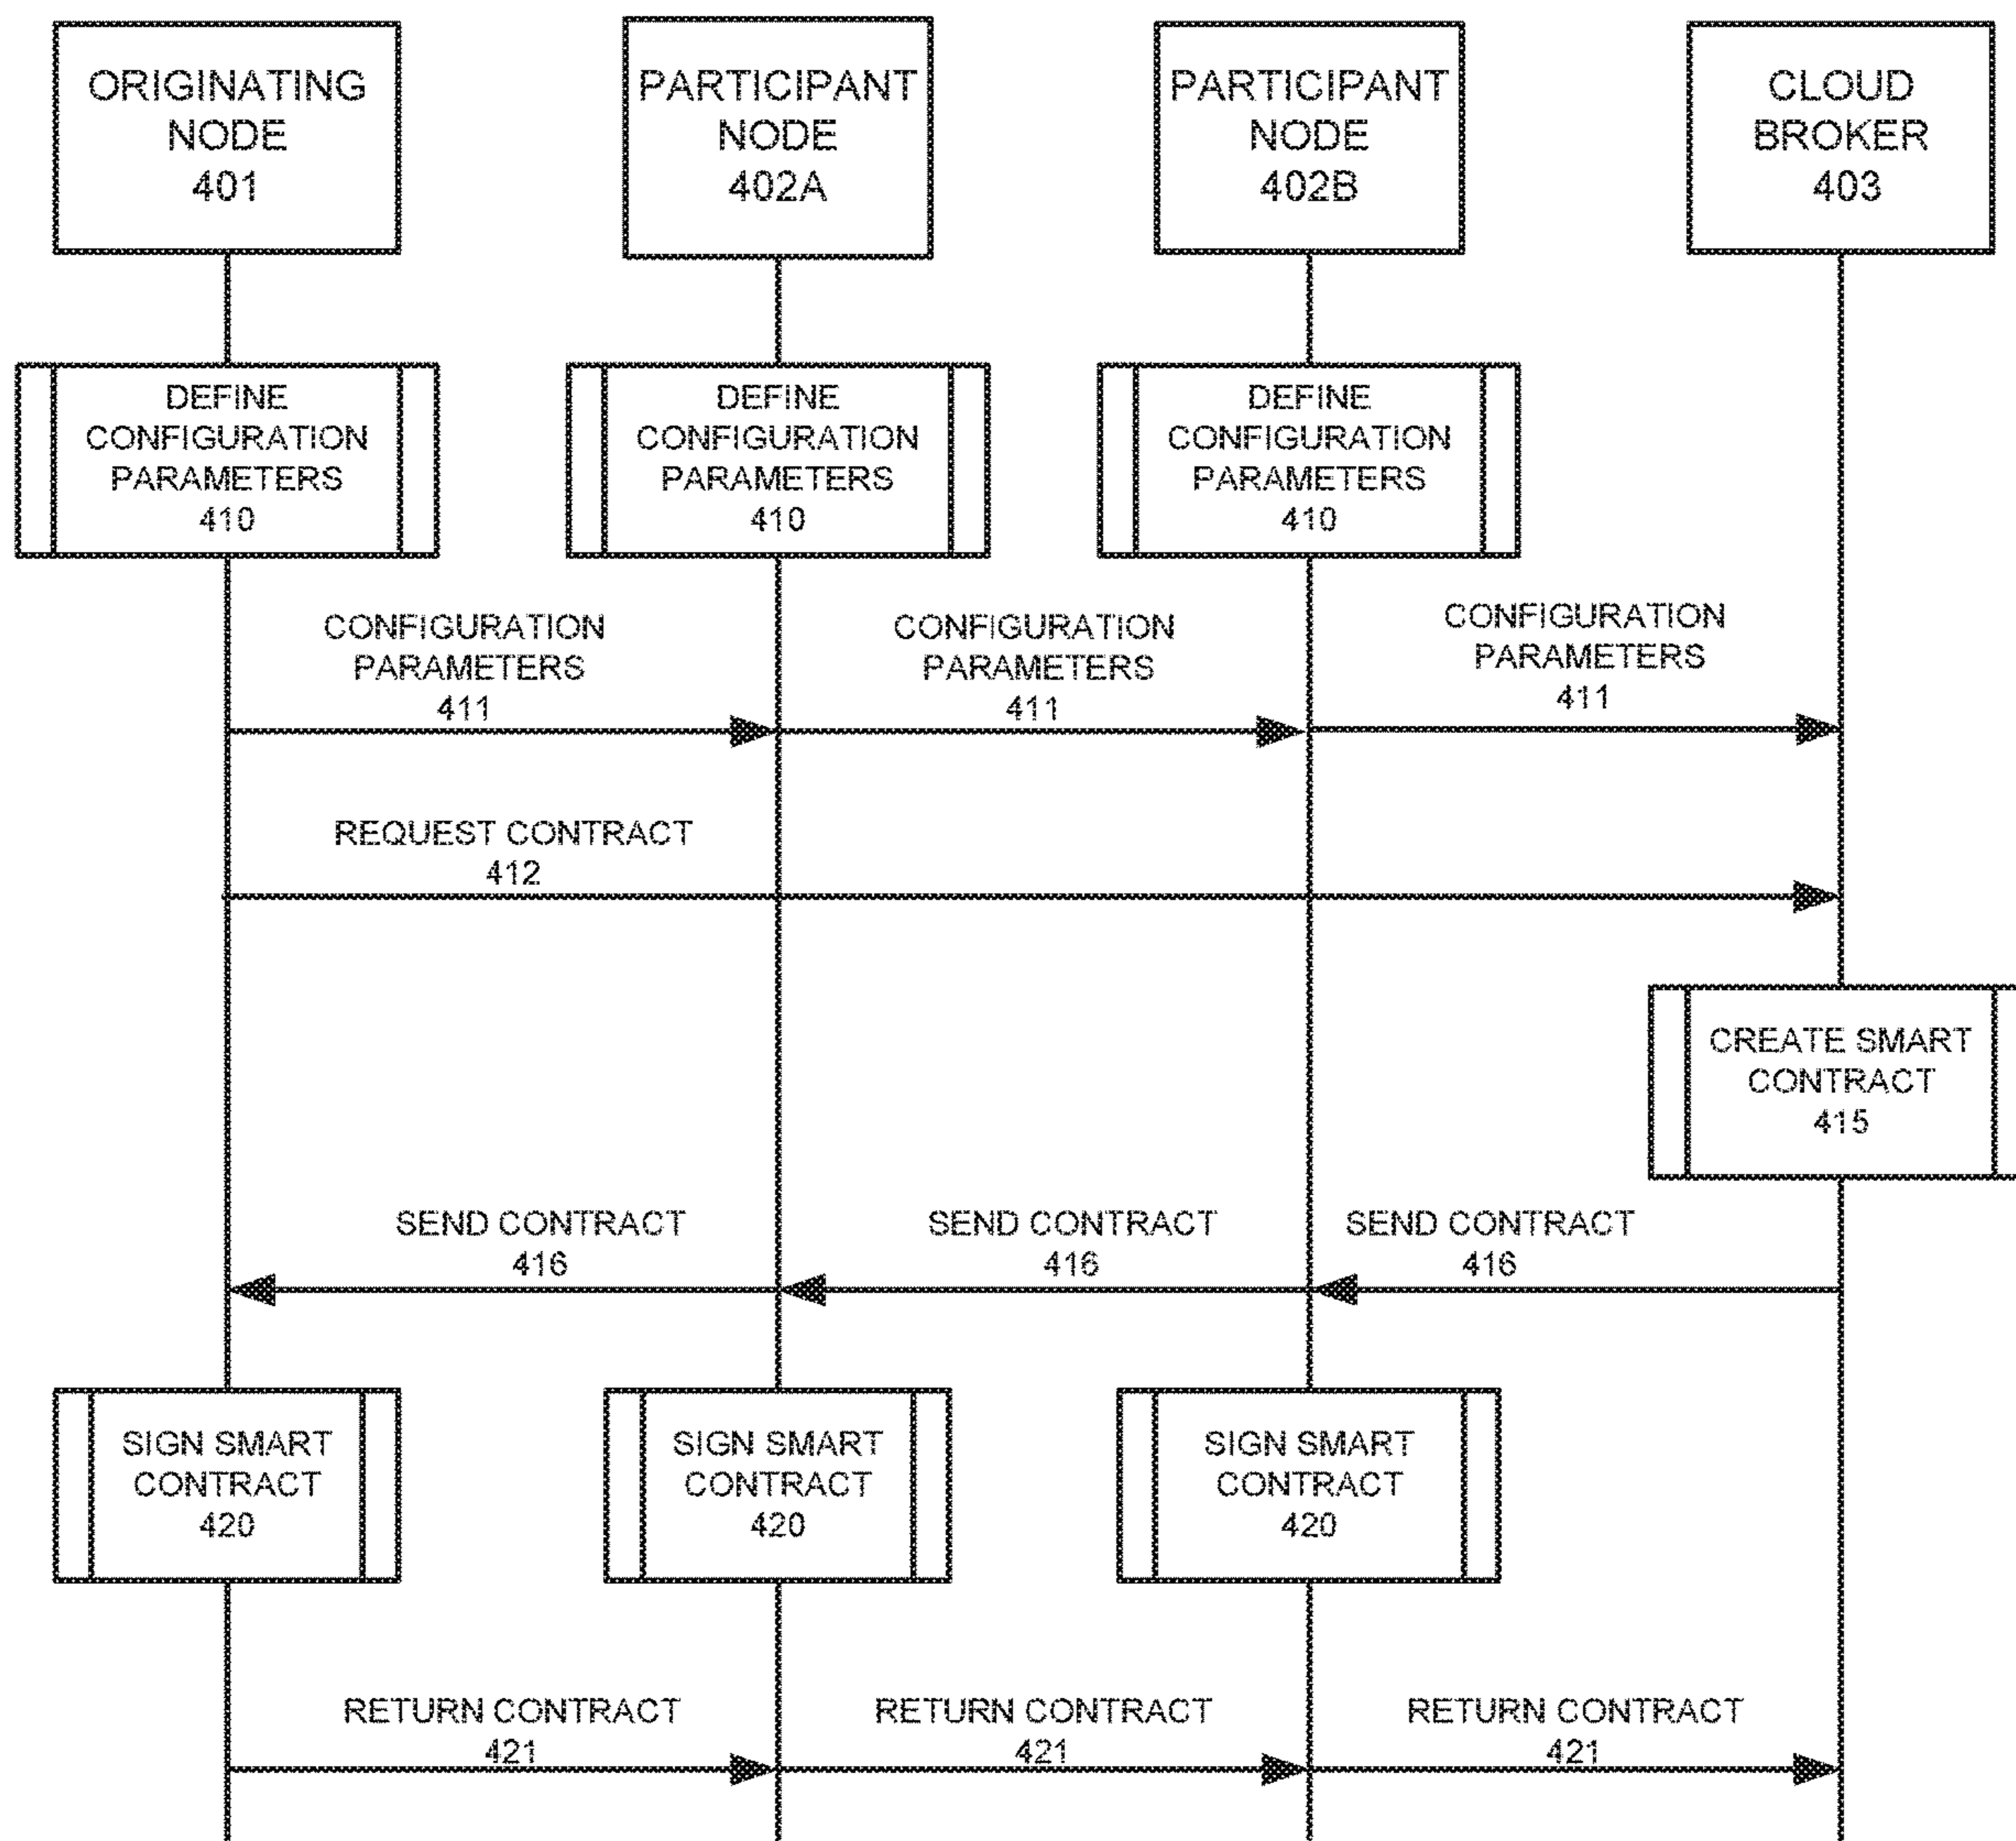 ORIGINATING
NODE
401
PARTICIPANT
NODE
402A
PARTICIPANT
NODE
402B
CLOUD
BROKER
403
DEFINE
CONFIGURATION
PARAMETERS
410
DEFINE
CONFIGURATION
PARAMETERS
410
DEFINE
CONFIGURATION
PARAMETERS
410
CONFIGURATION
PARAMETERS
411
CONFIGURATION
PARAMETERS
411
CONFIGURATION
PARAMETERS
411
REQUEST CONTRACT
412
CREATE SMART
CONTRACT
415
SEND CONTRACT
416
SEND CONTRACT
416
SEND CONTRACT
416
SIGN SMART
CONTRACT
420
SIGN SMART
CONTRACT
420
SIGN SMART
CONTRACT
420
RETURN CONTRACT
421
RETURN CONTRACT
421
RETURN CONTRACT
421